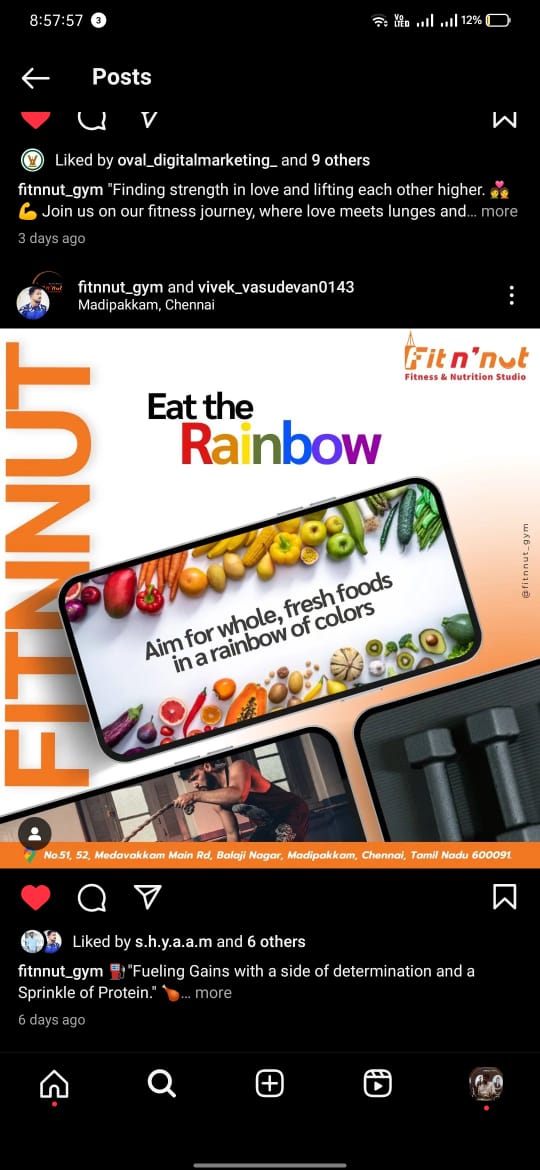 8:57:57 3
Vo
LTED
12%
Posts
Liked by oval_digitalmarketing_ and 9 others
fitnnut_gym "Finding strength in love and lifting each other higher. 💑
💪 Join us on our fitness journey, where love meets lunges and... more
3 days ago
fitnnut_gym and vivek_vasudevan0143
Madipakkam, Chennai
Fit n'nut
Fitness & Nutrition Studio
FITNNUT
Eat the
Rainbow
@fitnnut_gym
Aim for whole, fresh foods
in a rainbow of colors
No.51, 52, Medavakkam Main Rd, Balaji Nagar, Madipakkam, Chennai, Tamil Nadu 600091.
Liked by s.h.y.a.a.m and 6 others
fitnnut_gym ⛽"Fueling Gains with a side of determination and a
Sprinkle of Protein." 🍗... more
6 days ago